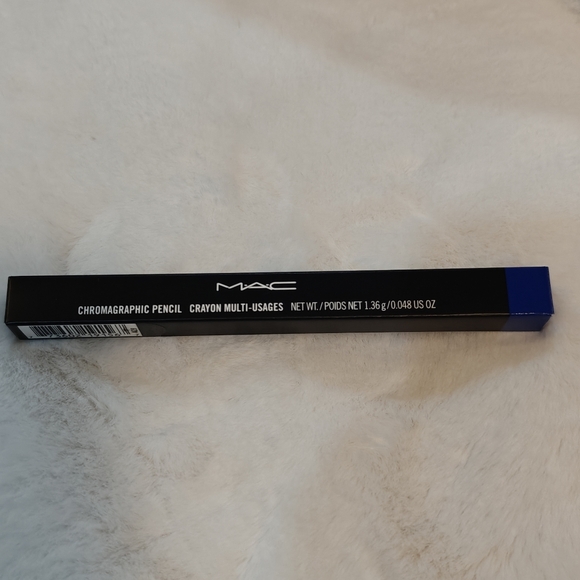 MAC
CHROMAGRAPHIC PENCIL CRAYON MULTI-USAGES NET WT. / POIDS NET 1.36 g / 0.048 US OZ